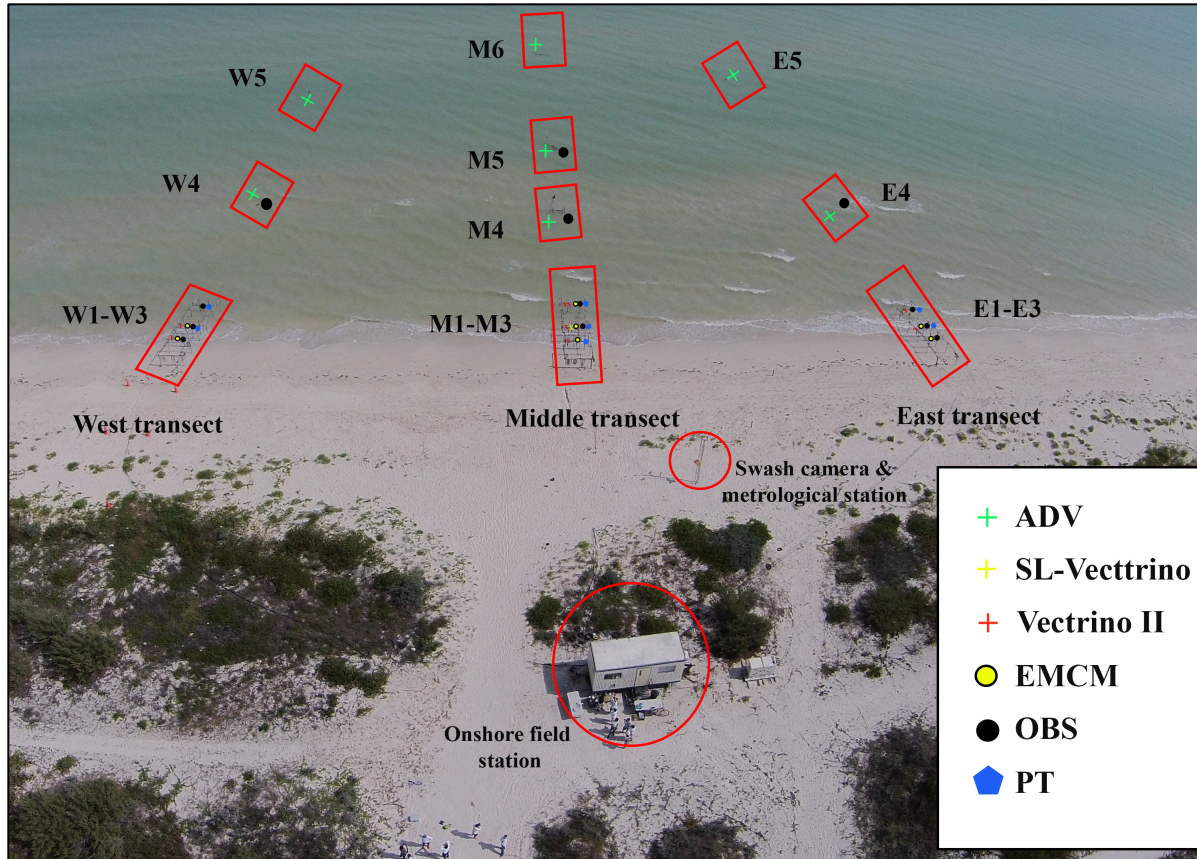 M6
E5
W5
M5
W4
E4
M4
W1-W3
M1-M3
E1-E3
West transect
Middle transect
East transect
Swash camera &
metrological station
Onshore field
station
ADV
SL-Vecttrino
Vectrino II
EMCM
OBS
PT